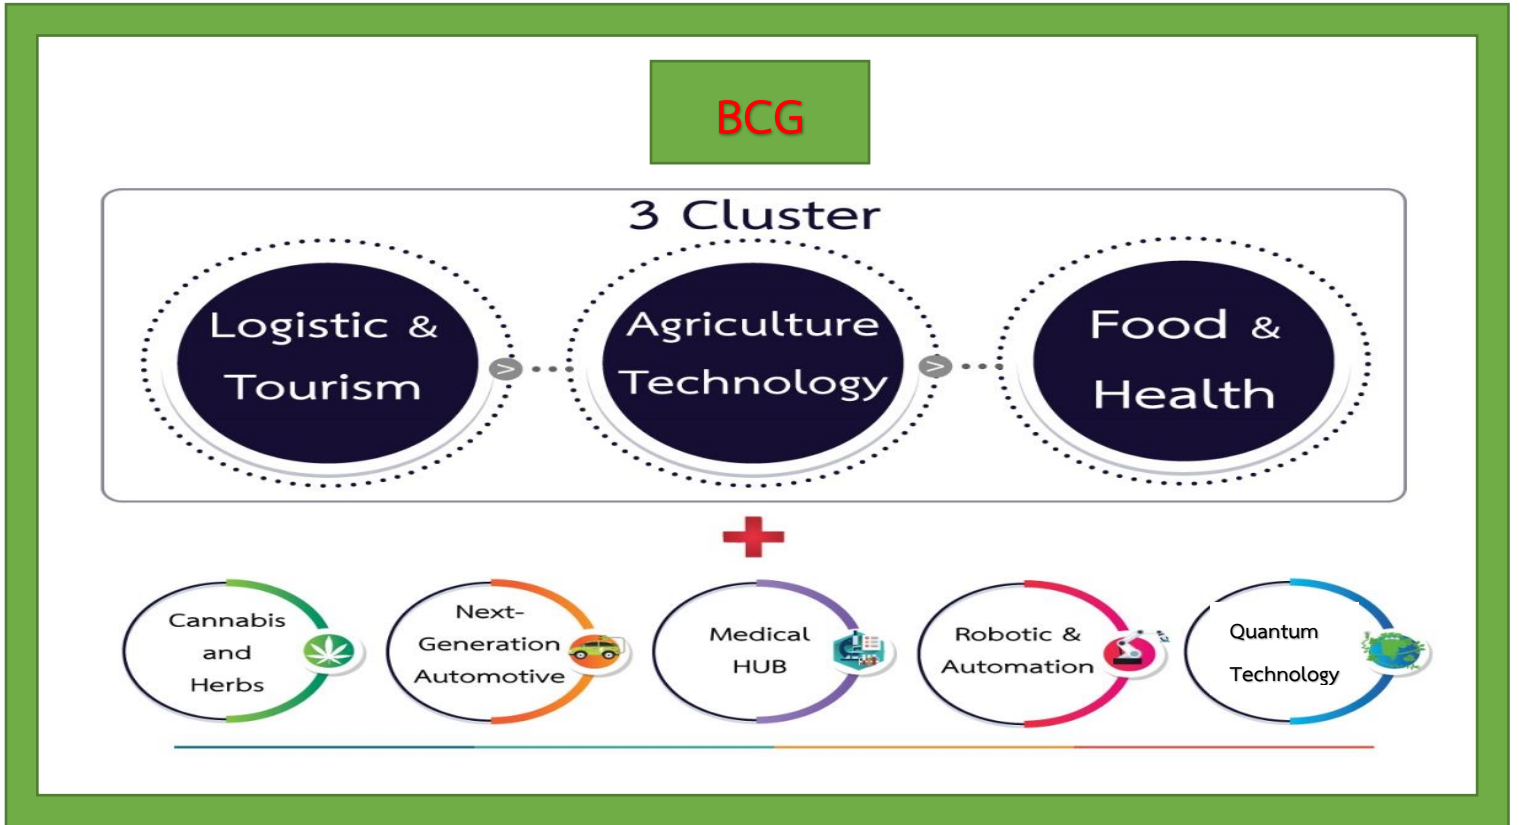 BCG
3 Cluster
Logistic &
Tourism
Agriculture
Technology
Food &
Health
Cannabis
and
Herbs
Next-
Generation
Automotive
Medical
HUB
Robotic &
Automation
Quantum
Technology